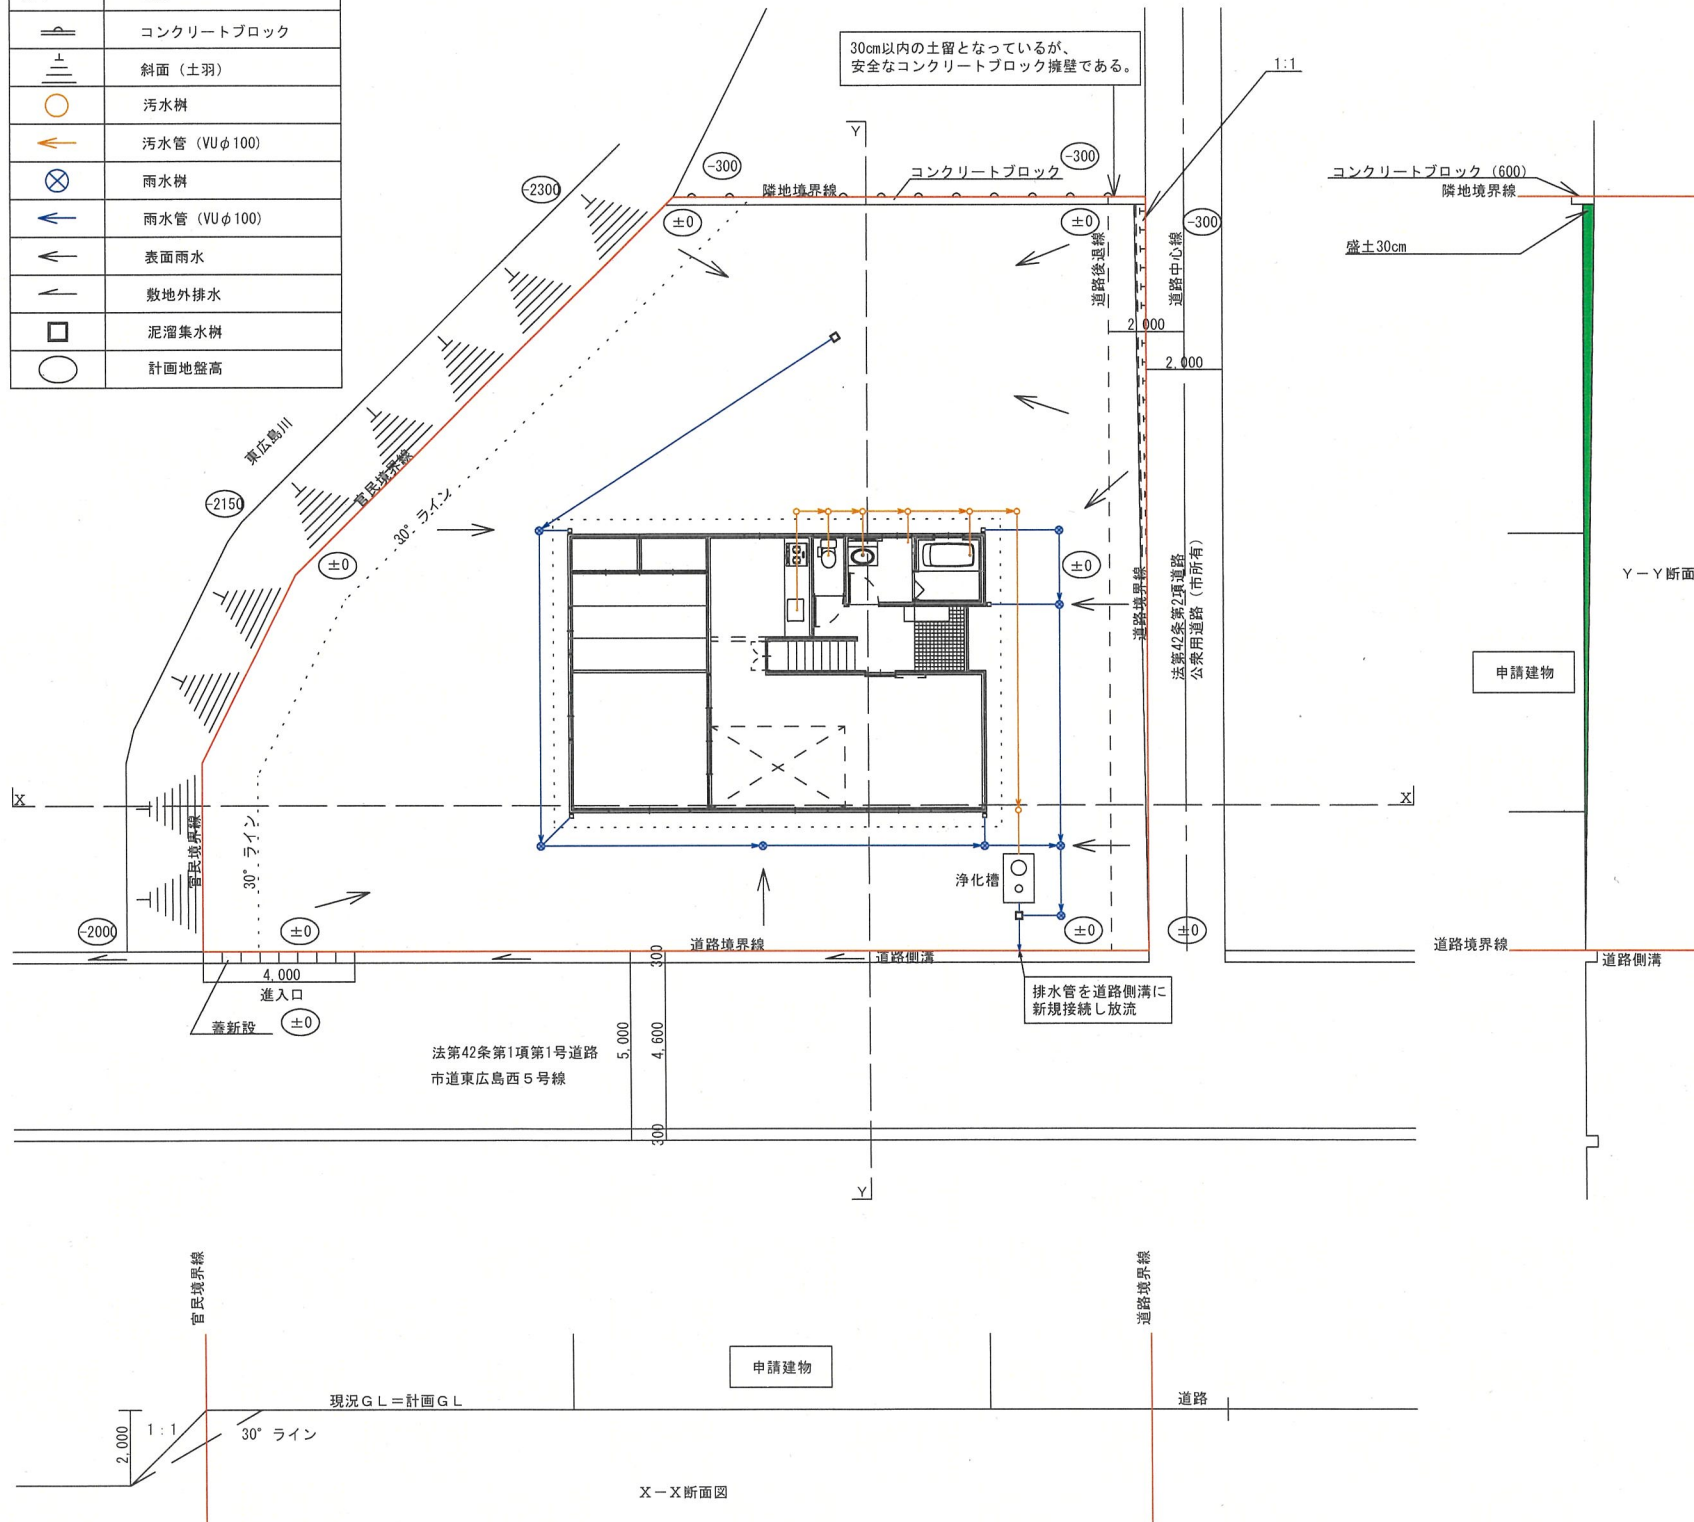 コンクリートブロック
斜面（土羽）
汚水桝
汚水管（VUφ100）
雨水桝
雨水管（VUφ100）
表面雨水
敷地外排水
泥溜集水桝
計画地盤高
30cm以内の土留となっているが、
安全なコンクリートブロック擁壁である。
1:1
Y
-300
-300
コンクリートブロック
隣地境界線
-2300
±0
±0
-300
道路後退線
道路中心線
2,000
2,000
コンクリートブロック（600）
隣地境界線
盛土30cm
東広島川
官民境界線
-2150
30°ライン
±0
±0
道路境界線
法第42条第2項道路
公衆用道路（市所有）
Y－Y断面
申請建物
X
X
官民境界線
30°ライン
浄化槽
-2000
±0
±0
±0
道路境界線
道路側溝
道路境界線
道路側溝
4,000
進入口
蓋新設
±0
300
5,000
4,600
300
排水管を道路側溝に
新規接続し放流
法第42条第1項第1号道路
市道東広島西５号線
Y
官民境界線
道路境界線
申請建物
現況ＧＬ＝計画ＧＬ
道路
2,000
1:1
30°ライン
X－X断面図